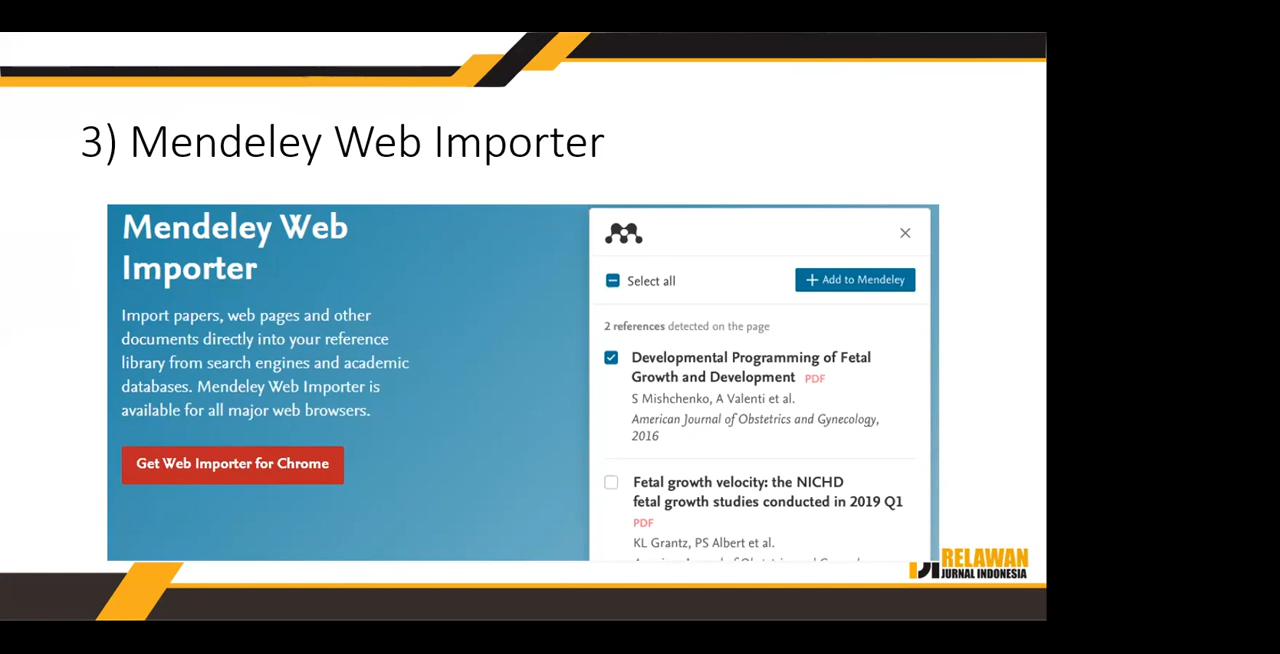 3) Mendeley Web Importer
Mendeley Web
Importer
Import papers, web pages and other
documents directly into your reference
library from search engines and academic
databases. Mendeley Web Importer is
available for all major web browsers.
Get Web Importer for Chrome
Select all
Add to Mendeley
2 references detected on the page
Developmental Programming of Fetal
Growth and Development PDF
S Mishchenko, A Valenti et al.
American Journal of Obstetrics and Gynecology,
2016
Fetal growth velocity: the NICHD
fetal growth studies conducted in 2019 Q1
PDF
KL Grantz, PS Albert et al.
RELAWAN
JURNAL INDONESIA